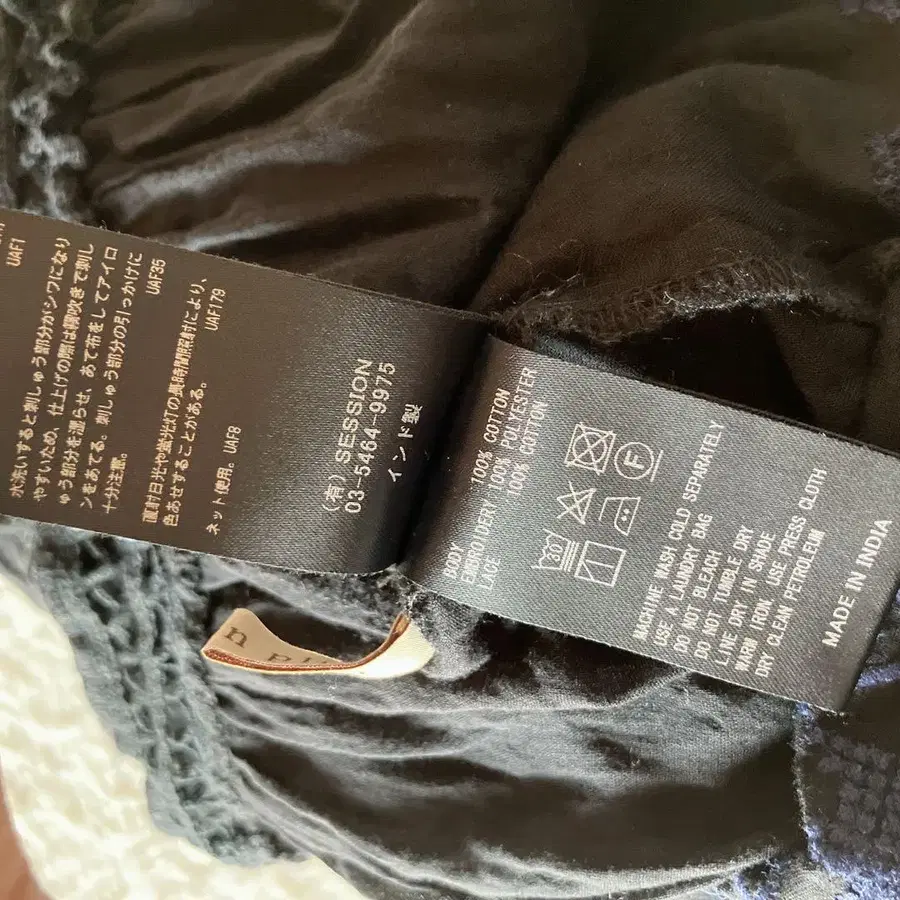 UAF1
水洗いすると刺しゅう部分がシワになり
やすいため、仕上げの際は霧吹きで刺し
ゅう部分を湿らせ、あて布をしてアイロ
ンをあてる。刺しゅう部分の引っかけに
十分注意。 UAF35
直射日光や蛍光灯の長時間照射により、
色あせすることがある。 UAF179
ネット使用。UAF8
(有) SESSION
03-5464-9975
インド製
BODY 100% COTTON
EMBROIDERY 100% POLYESTER
LACE 100% COTTON
30
F
MACHINE WASH COLD SEPARATELY
USE A LAUNDRY BAG
DO NOT BLEACH
DO NOT TUMBLE DRY
LINE DRY IN SHADE
WARM IRON, USE PRESS CLOTH
DRY CLEAN PETROLEUM
MADE IN INDIA